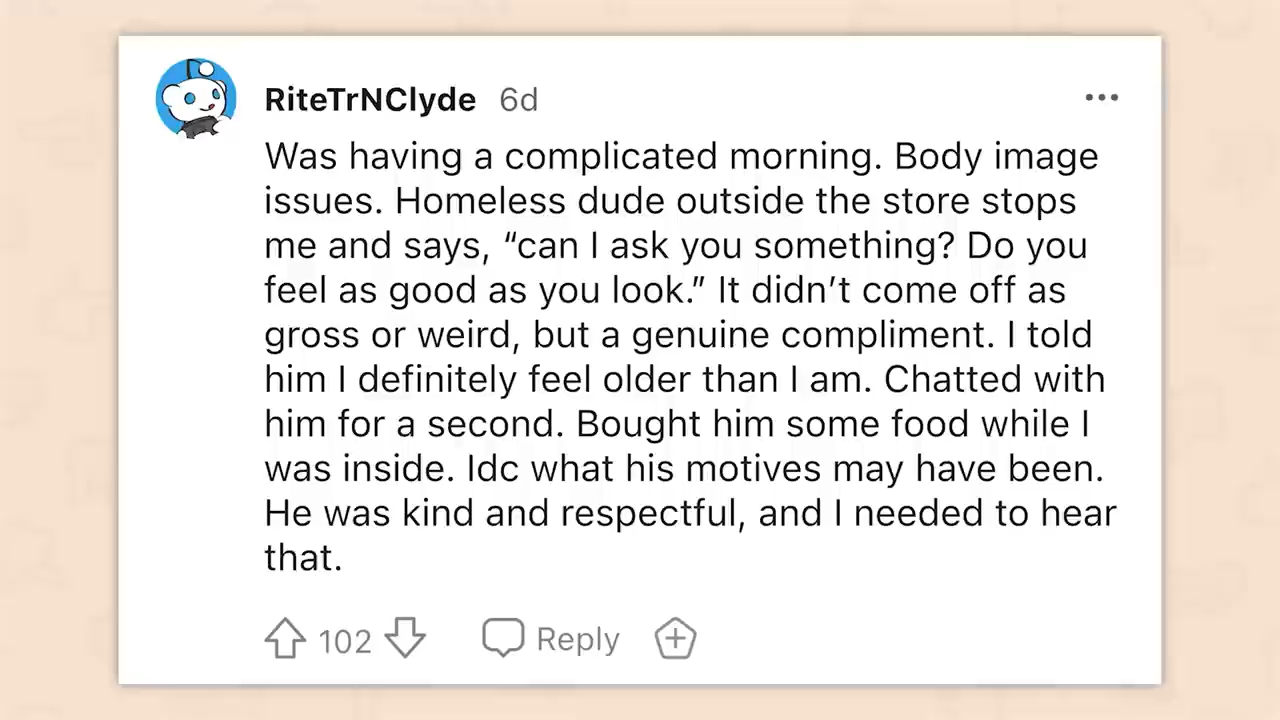 RiteTrNClyde 6d
Was having a complicated morning. Body image
issues. Homeless dude outside the store stops
me and says, “can I ask you something? Do you
feel as good as you look.” It didn’t come off as
gross or weird, but a genuine compliment. I told
him I definitely feel older than I am. Chatted with
him for a second. Bought him some food while I
was inside. Idc what his motives may have been.
He was kind and respectful, and I needed to hear
that.
102 Reply